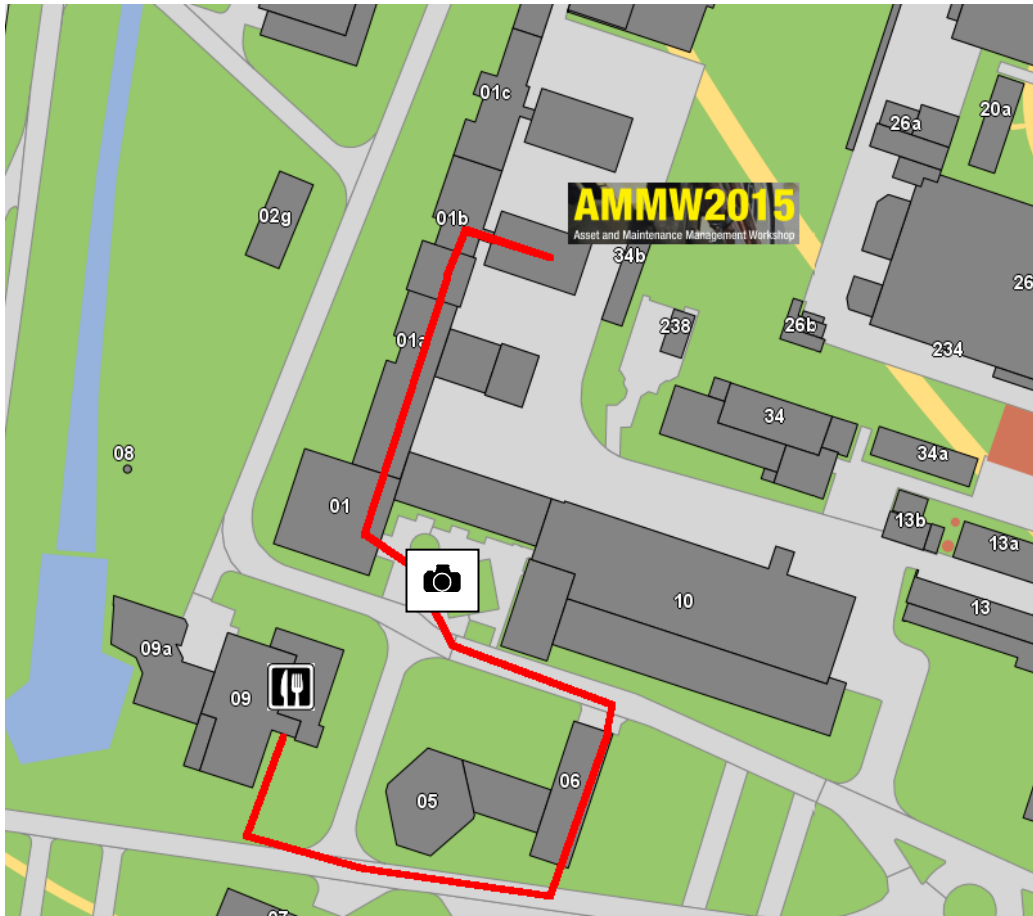 01c
26a
20a
AMMW2015
Asset and Maintenance Management Workshop
02g
01b
34b
26
238
26b
01a
234
34
08
34a
01
13b
13a
10
13
09a
09
06
05